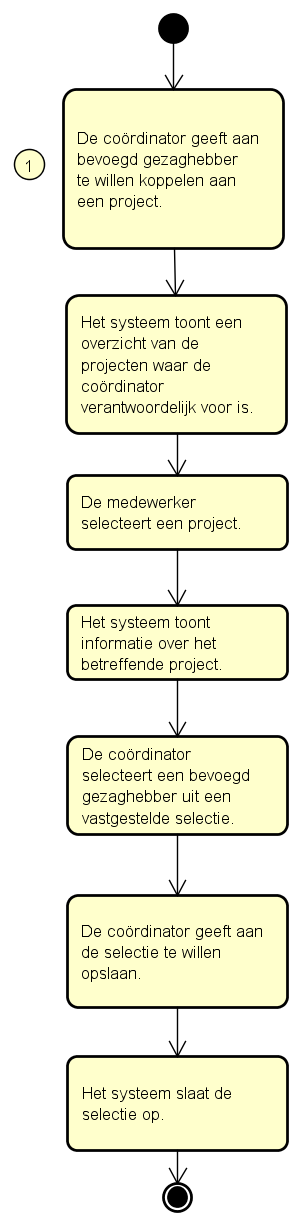 De coördinator geeft aan
bevoegd gezaghebber
te willen koppelen aan
een project.
1
Het systeem toont een
overzicht van de
projecten waar de
coördinator
verantwoordelijk voor is.
De medewerker
selecteert een project.
Het systeem toont
informatie over het
betreffende project.
De coördinator
selecteert een bevoegd
gezaghebber uit een
vastgestelde selectie.
De coördinator geeft aan
de selectie te willen
opslaan.
Het systeem slaat de
selectie op.